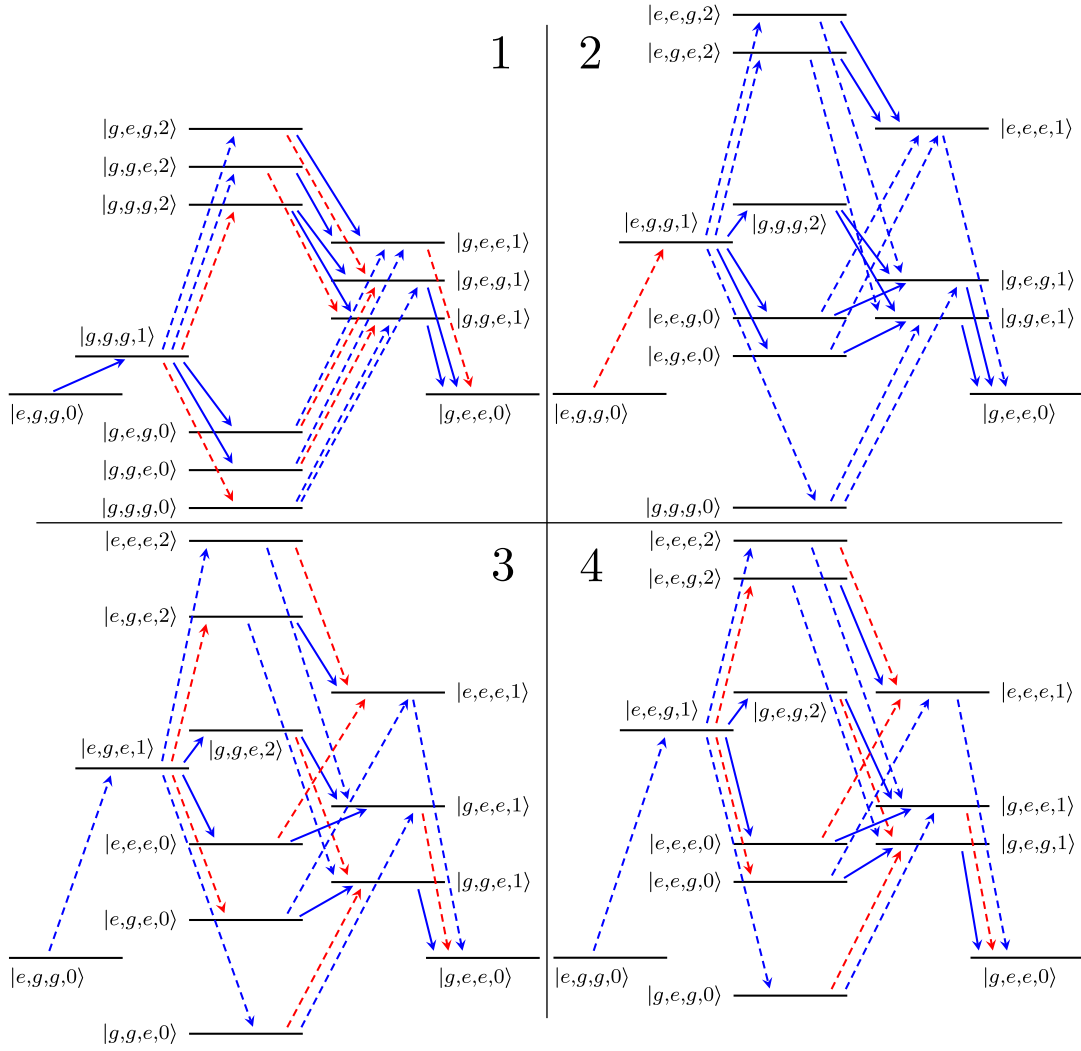 1
|g,e,g,2⟩
|g,g,e,2⟩
|g,g,g,2⟩
|g,e,e,1⟩
|g,e,g,1⟩
|g,g,e,1⟩
|g,g,g,1⟩
|e,g,g,0⟩
|g,e,e,0⟩
|g,e,g,0⟩
|g,g,e,0⟩
|g,g,g,0⟩
2
|e,e,g,2⟩
|e,g,e,2⟩
|e,e,e,1⟩
|e,g,g,1⟩
|g,g,g,2⟩
|g,e,g,1⟩
|g,g,e,1⟩
|e,e,g,0⟩
|e,g,e,0⟩
|e,g,g,0⟩
|g,e,e,0⟩
|g,g,g,0⟩
3
|e,e,e,2⟩
|e,g,e,2⟩
|e,e,e,1⟩
|e,g,e,1⟩
|g,g,e,2⟩
|g,e,e,1⟩
|e,e,e,0⟩
|g,g,e,1⟩
|e,g,e,0⟩
|e,g,g,0⟩
|g,e,e,0⟩
|g,g,e,0⟩
4
|e,e,e,2⟩
|e,e,g,2⟩
|e,e,e,1⟩
|e,e,g,1⟩
|g,e,g,2⟩
|g,e,e,1⟩
|e,e,e,0⟩
|g,e,g,1⟩
|e,e,g,0⟩
|e,g,g,0⟩
|g,e,e,0⟩
|g,e,g,0⟩